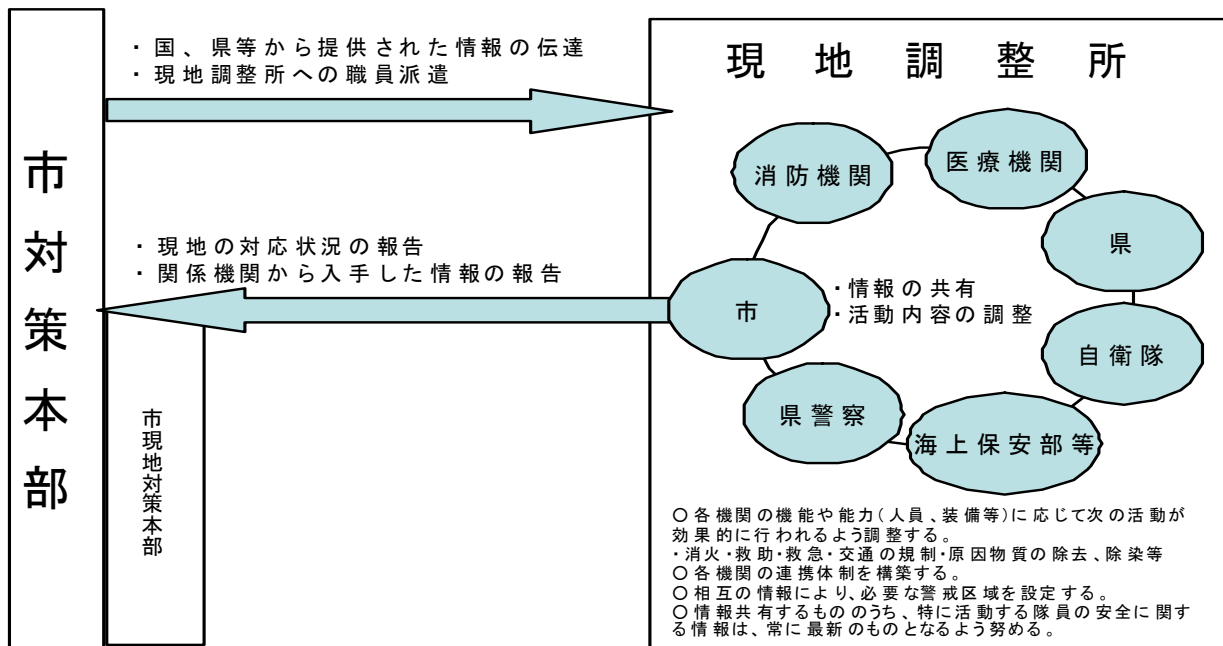 市対策本部
・国、県等から提供された情報の伝達
・現地調整所への職員派遣
・現地の対応状況の報告
・関係機関から入手した情報の報告
市現地対策本部
現地調整所
消防機関
医療機関
県
市
・情報の共有
・活動内容の調整
自衛隊
県警察
海上保安部等
○各機関の機能や能力(人員、装備等)に応じて次の活動が
効果的に行われるよう調整する。
・消火・救助・救急・交通の規制・原因物質の除去、除染等
○各機関の連携体制を構築する。
○相互の情報により、必要な警戒区域を設定する。
○情報共有するもののうち、特に活動する隊員の安全に関す
る情報は、常に最新のものとなるよう努める。